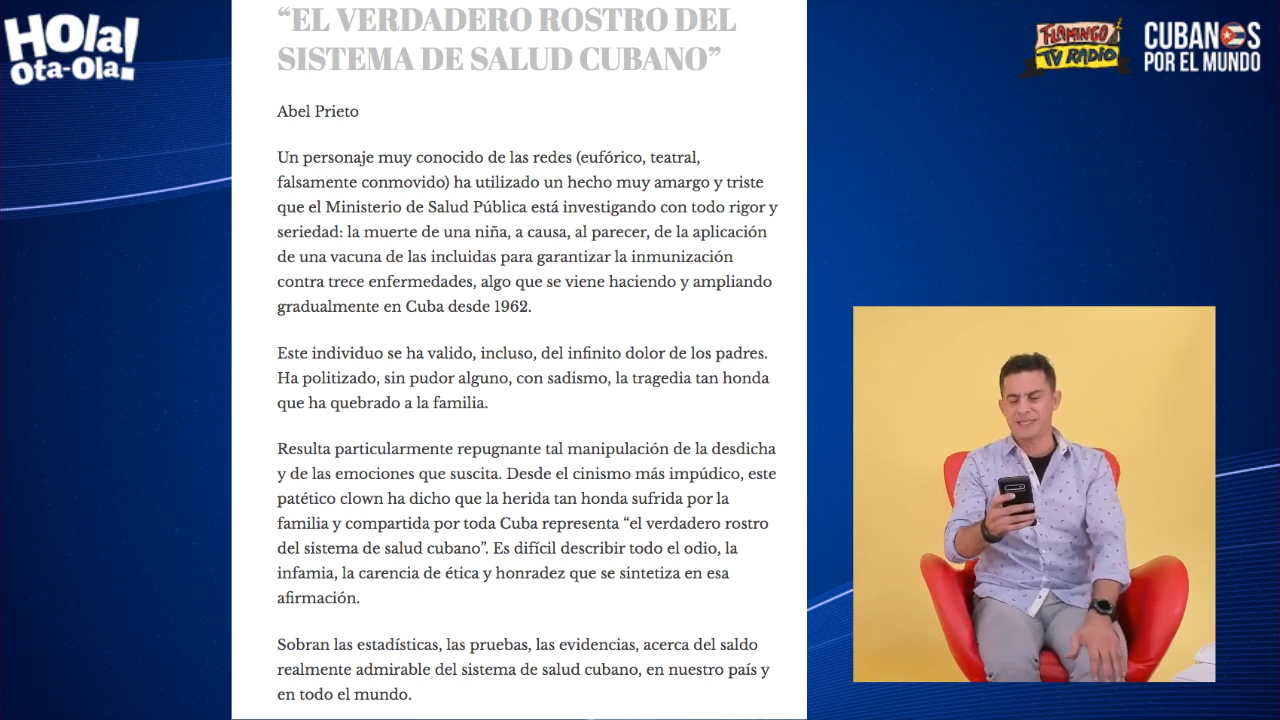 HOla!
Ota-Ola!
FLAMINGO
TV RADIO
CUBANOS
POR EL MUNDO
“EL VERDADERO ROSTRO DEL
SISTEMA DE SALUD CUBANO”
Abel Prieto
Un personaje muy conocido de las redes (eufórico, teatral,
falsamente conmovido) ha utilizado un hecho muy amargo y triste
que el Ministerio de Salud Pública está investigando con todo rigor y
seriedad: la muerte de una niña, a causa, al parecer, de la aplicación
de una vacuna de las incluidas para garantizar la inmunización
contra trece enfermedades, algo que se viene haciendo y ampliando
gradualmente en Cuba desde 1962.
Este individuo se ha valido, incluso, del infinito dolor de los padres.
Ha politizado, sin pudor alguno, con sadismo, la tragedia tan honda
que ha quebrado a la familia.
Resulta particularmente repugnante tal manipulación de la desdicha
y de las emociones que suscita. Desde el cinismo más impúdico, este
patético clown ha dicho que la herida tan honda sufrida por la
familia y compartida por toda Cuba representa “el verdadero rostro
del sistema de salud cubano”. Es difícil describir todo el odio, la
infamia, la carencia de ética y honradez que se sintetiza en esa
afirmación.
Sobran las estadísticas, las pruebas, las evidencias, acerca del saldo
realmente admirable del sistema de salud cubano, en nuestro país y
en todo el mundo.